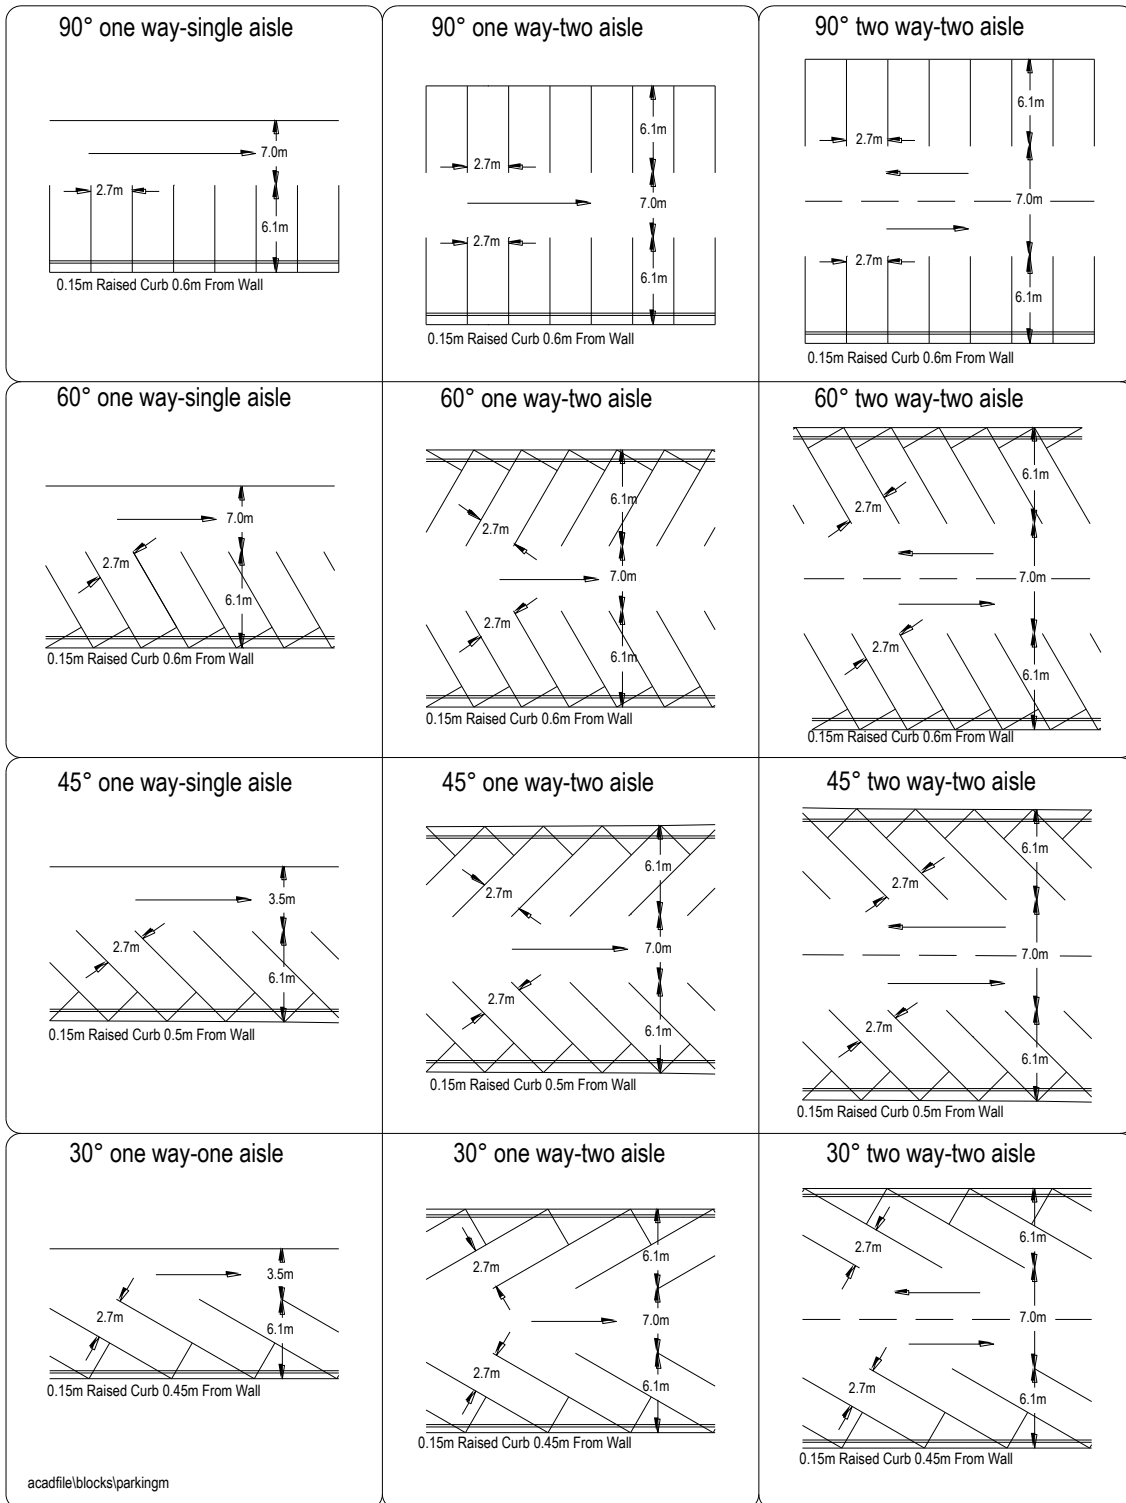 90° one way-single aisle
7.0m
2.7m
6.1m
0.15m Raised Curb 0.6m From Wall
90° one way-two aisle
6.1m
2.7m
7.0m
2.7m
6.1m
0.15m Raised Curb 0.6m From Wall
90° two way-two aisle
6.1m
2.7m
7.0m
2.7m
6.1m
0.15m Raised Curb 0.6m From Wall
60° one way-single aisle
7.0m
2.7m
6.1m
0.15m Raised Curb 0.6m From Wall
60° one way-two aisle
6.1m
2.7m
7.0m
2.7m
6.1m
0.15m Raised Curb 0.6m From Wall
60° two way-two aisle
6.1m
2.7m
7.0m
2.7m
6.1m
0.15m Raised Curb 0.6m From Wall
45° one way-single aisle
3.5m
2.7m
6.1m
0.15m Raised Curb 0.5m From Wall
45° one way-two aisle
6.1m
2.7m
7.0m
2.7m
6.1m
0.15m Raised Curb 0.5m From Wall
45° two way-two aisle
6.1m
2.7m
7.0m
2.7m
6.1m
0.15m Raised Curb 0.5m From Wall
30° one way-one aisle
3.5m
2.7m
6.1m
0.15m Raised Curb 0.45m From Wall
30° one way-two aisle
6.1m
2.7m
7.0m
2.7m
6.1m
0.15m Raised Curb 0.45m From Wall
30° two way-two aisle
6.1m
2.7m
7.0m
2.7m
6.1m
0.15m Raised Curb 0.45m From Wall
acadfile\blocks\parkingm